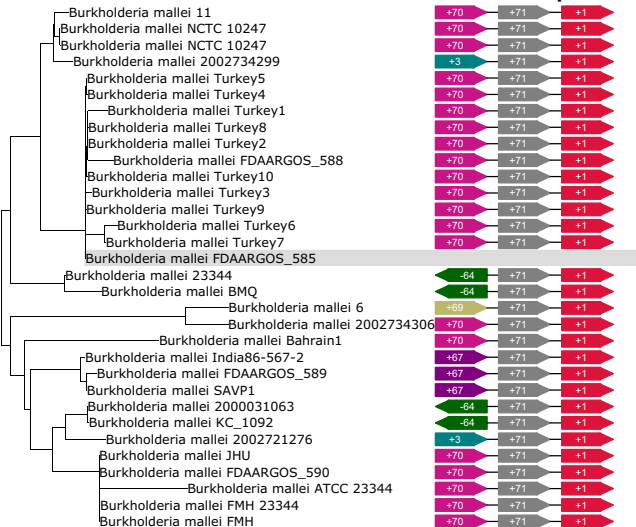 Burkholderia mallei 11 +70 +71 +1
Burkholderia mallei NCTC 10247 +70 +71 +1
Burkholderia mallei NCTC 10247 +70 +71 +1
Burkholderia mallei 2002734299 +3 +71 +1
Burkholderia mallei Turkey5 +70 +71 +1
Burkholderia mallei Turkey4 +70 +71 +1
Burkholderia mallei Turkey1 +70 +71 +1
Burkholderia mallei Turkey8 +70 +71 +1
Burkholderia mallei Turkey2 +70 +71 +1
Burkholderia mallei FDAARGOS_588 +70 +71 +1
Burkholderia mallei Turkey10 +70 +71 +1
Burkholderia mallei Turkey3 +70 +71 +1
Burkholderia mallei Turkey9 +70 +71 +1
Burkholderia mallei Turkey6 +70 +71 +1
Burkholderia mallei Turkey7 +70 +71 +1
Burkholderia mallei FDAARGOS_585
Burkholderia mallei 23344 -64 +71 +1
Burkholderia mallei BMQ -64 +71 +1
Burkholderia mallei 6 +69 +71 +1
Burkholderia mallei 2002734306 +70 +71 +1
Burkholderia mallei Bahrain1 +70 +71 +1
Burkholderia mallei India86-567-2 +67 +71 +1
Burkholderia mallei FDAARGOS_589 +67 +71 +1
Burkholderia mallei SAVP1 +67 +71 +1
Burkholderia mallei 2000031063 -64 +71 +1
Burkholderia mallei KC_1092 -64 +71 +1
Burkholderia mallei 2002721276 +3 +71 +1
Burkholderia mallei JHU +70 +71 +1
Burkholderia mallei FDAARGOS_590 +70 +71 +1
Burkholderia mallei ATCC 23344 +70 +71 +1
Burkholderia mallei FMH 23344 +70 +71 +1
Burkholderia mallei FMH +70 +71 +1